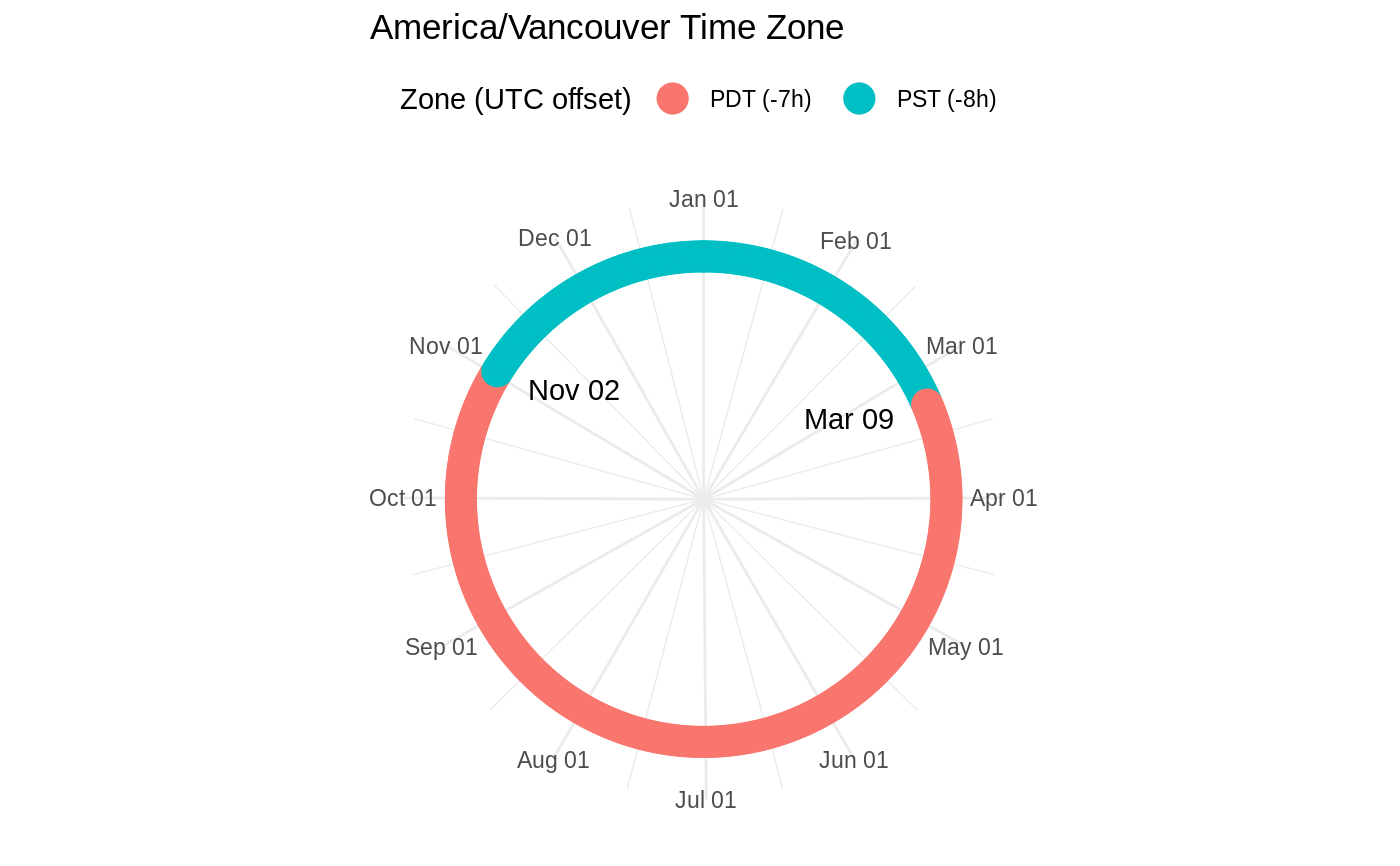 America/Vancouver Time Zone
Zone (UTC offset) PDT (-7h) PST (-8h)
Jan 01
Dec 01
Feb 01
Nov 01
Mar 01
Nov 02
Mar 09
Oct 01
Apr 01
Sep 01
May 01
Aug 01
Jun 01
Jul 01